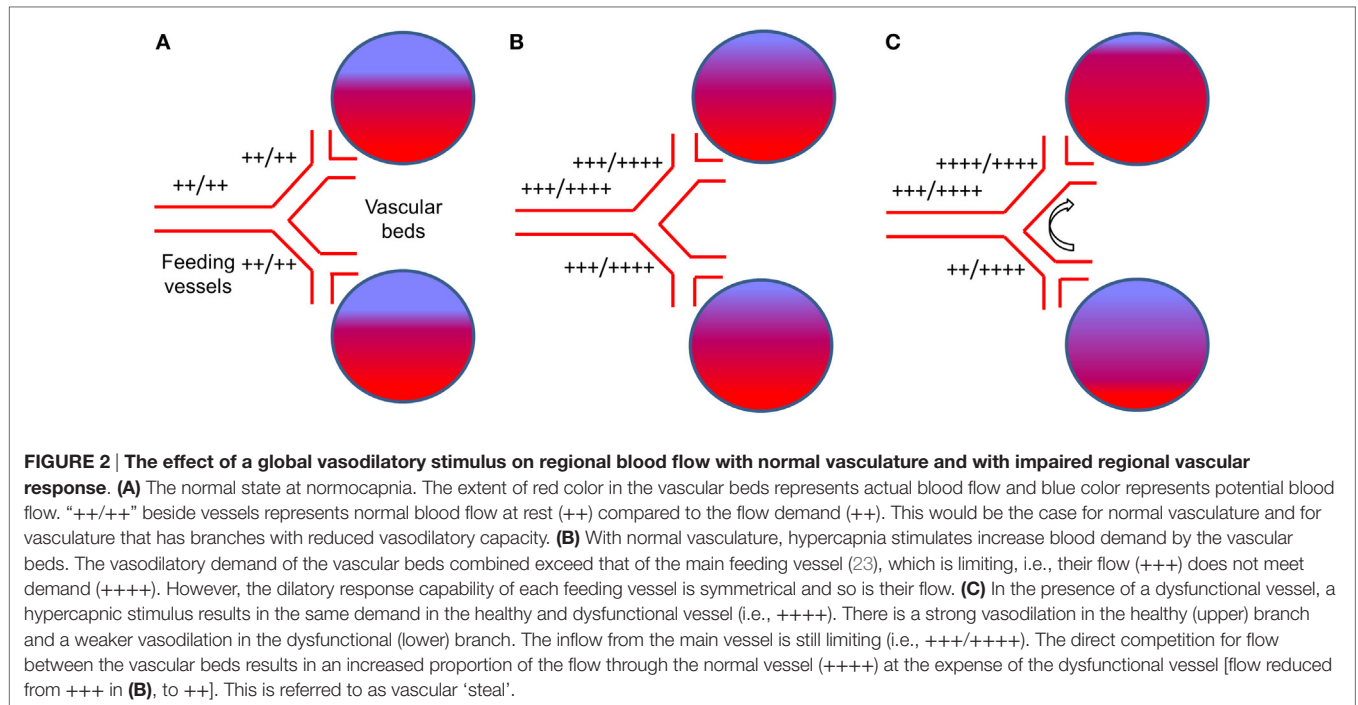 A
B
C
++/++
++/++
Feeding ++/++
vessels
Vascular
beds
+++/++++
+++/++++
+++/++++
++++/++++
+++/++++
++/++++
FIGURE 2 | The effect of a global vasodilatory stimulus on regional blood flow with normal vasculature and with impaired regional vascular
response. (A) The normal state at normocapnia. The extent of red color in the vascular beds represents actual blood flow and blue color represents potential blood
flow. “++/++” beside vessels represents normal blood flow at rest (++) compared to the flow demand (++). This would be the case for normal vasculature and for
vasculature that has branches with reduced vasodilatory capacity. (B) With normal vasculature, hypercapnia stimulates increase blood demand by the vascular
beds. The vasodilatory demand of the vascular beds combined exceed that of the main feeding vessel (23), which is limiting, i.e., their flow (+++) does not meet
demand (++++). However, the dilatory response capability of each feeding vessel is symmetrical and so is their flow. (C) In the presence of a dysfunctional vessel, a
hypercapnic stimulus results in the same demand in the healthy and dysfunctional vessel (i.e., ++++). There is a strong vasodilation in the healthy (upper) branch
and a weaker vasodilation in the dysfunctional (lower) branch. The inflow from the main vessel is still limiting (i.e., +++/++++). The direct competition for flow
between the vascular beds results in an increased proportion of the flow through the normal vessel (++++) at the expense of the dysfunctional vessel [flow reduced
from +++ in (B), to ++]. This is referred to as vascular ‘steal’.